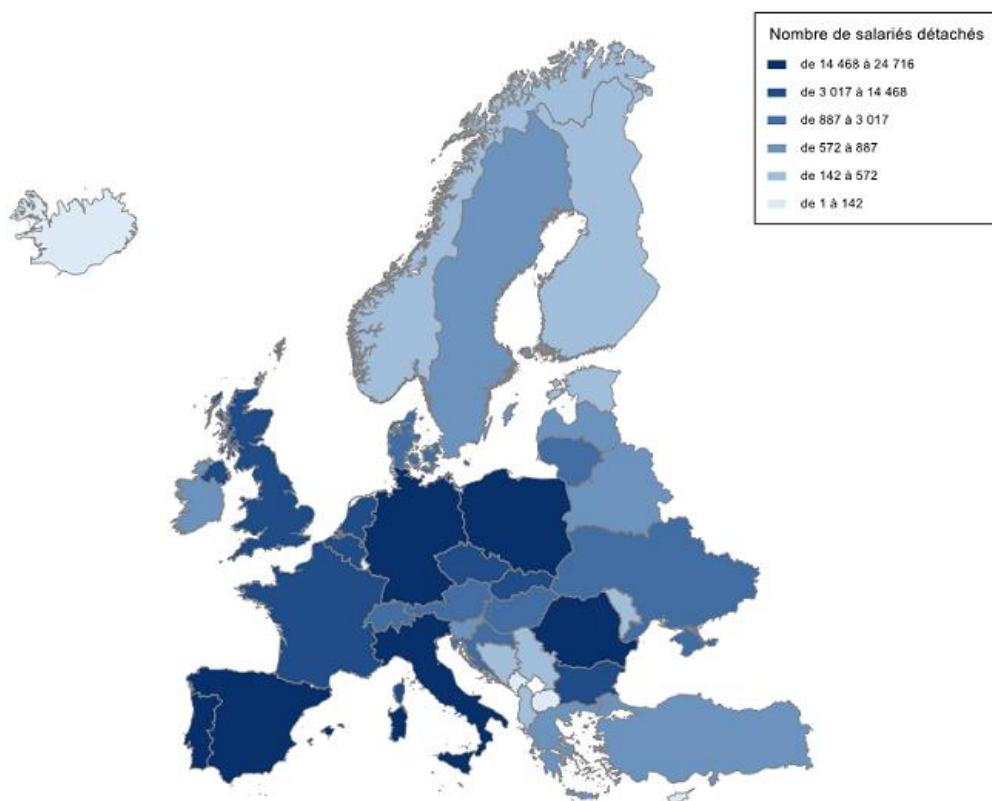 Nombre de salariés détachés
de 14 468 à 24 716
de 3 017 à 14 468
de 887 à 3 017
de 572 à 887
de 142 à 572
de 1 à 142